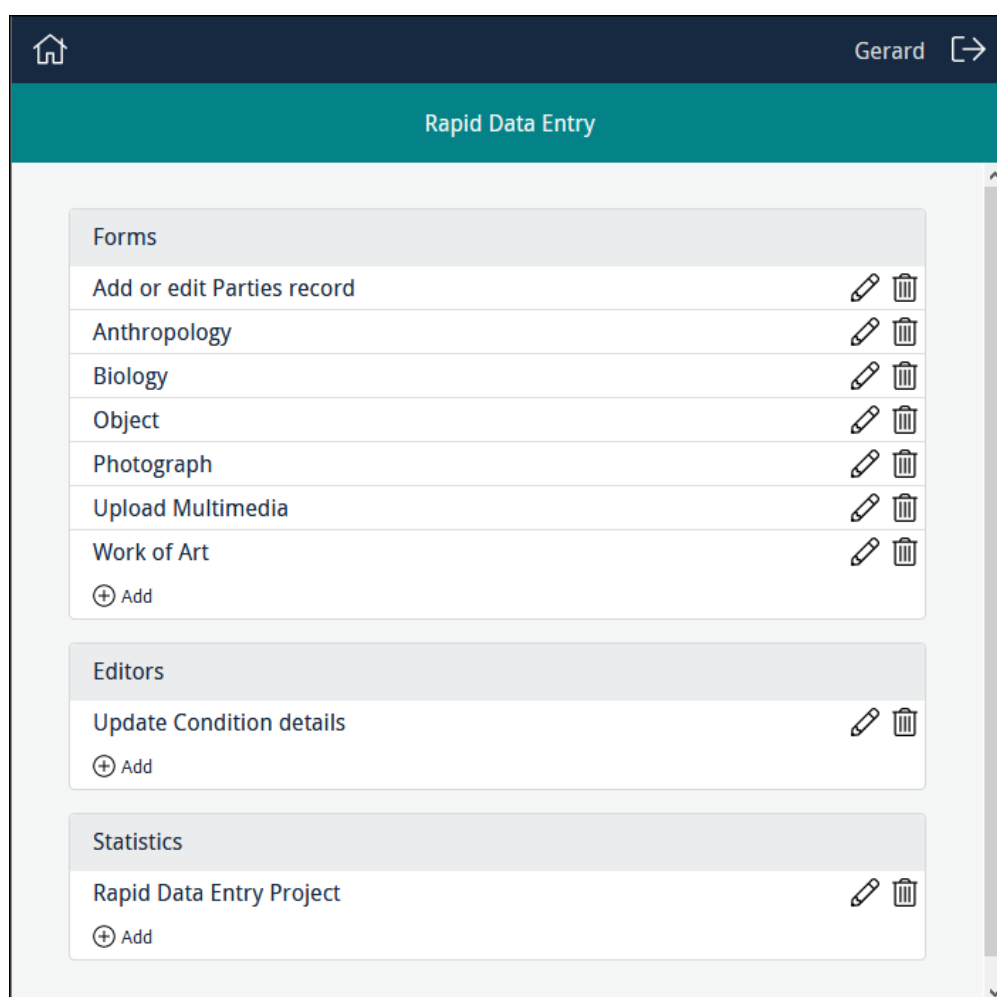 Gerard
Rapid Data Entry
Forms
Add or edit Parties record
Anthropology
Biology
Object
Photograph
Upload Multimedia
Work of Art
Add
Editors
Update Condition details
Add
Statistics
Rapid Data Entry Project
Add